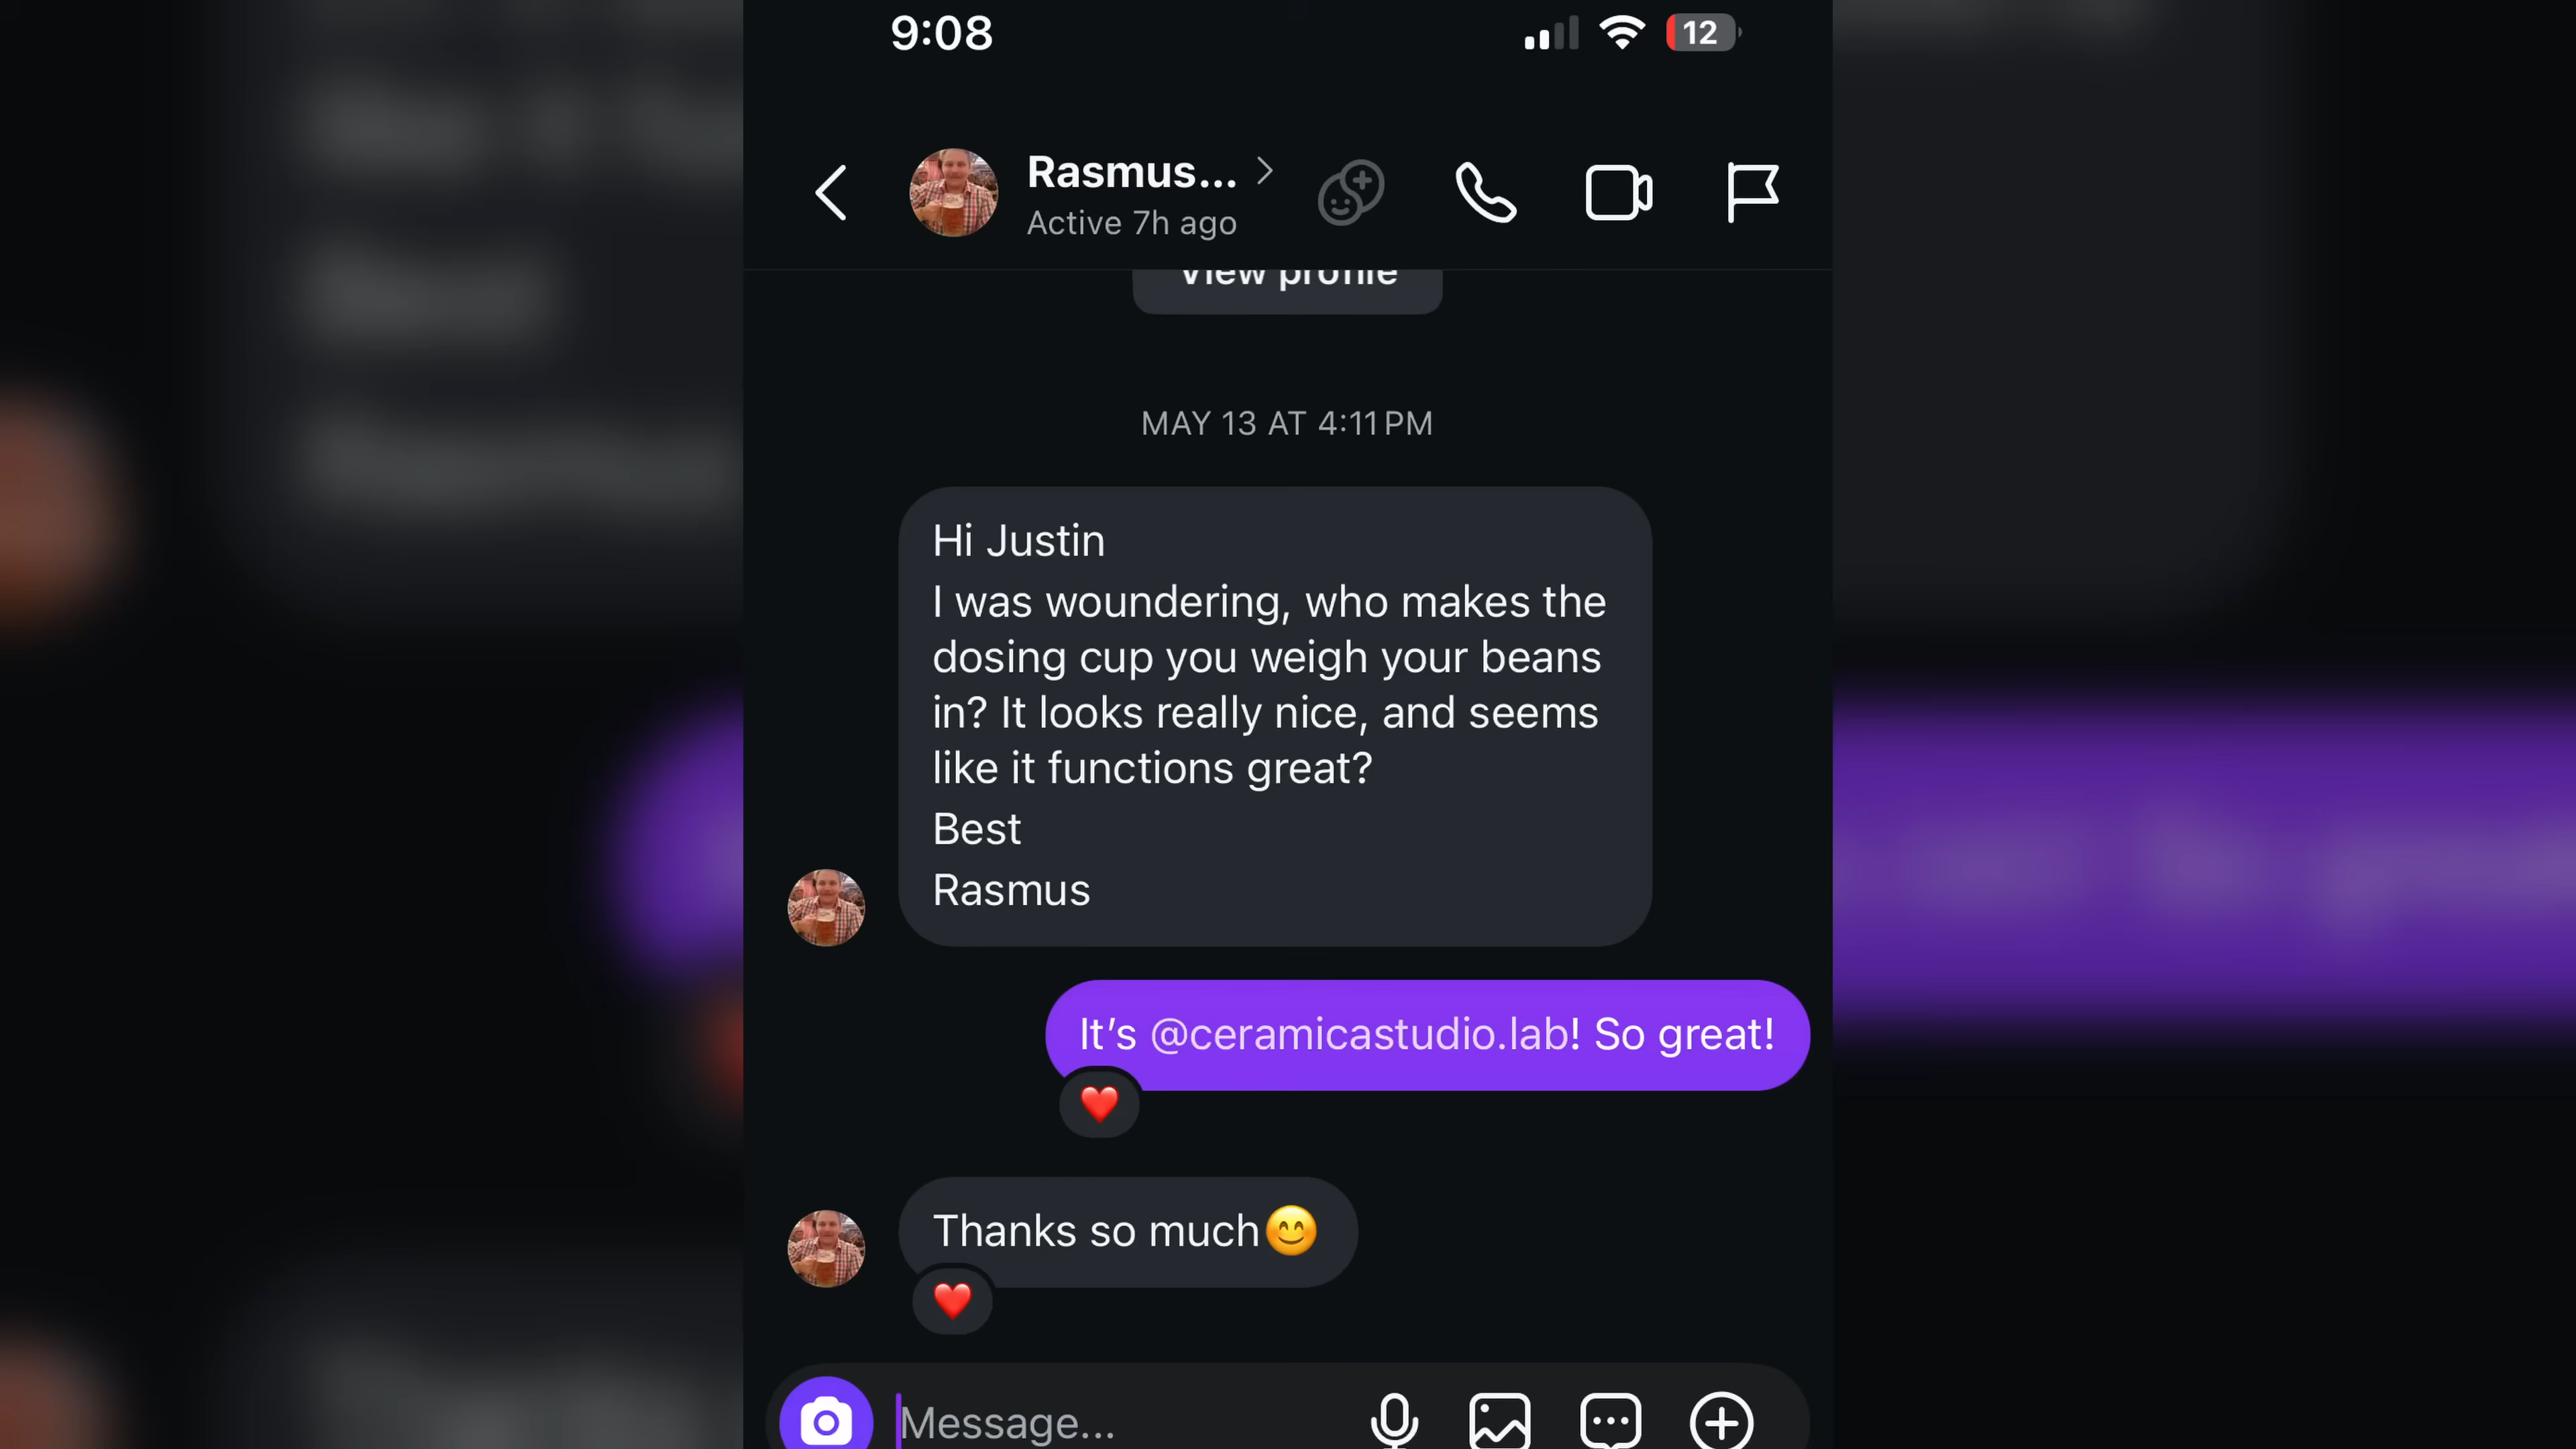 9:08
12
Rasmus...
Active 7h ago
View profile
MAY 13 AT 4:11 PM
Hi Justin
I was woundering, who makes the
dosing cup you weigh your beans
in? It looks really nice, and seems
like it functions great?
Best
Rasmus
It’s @ceramicastudio.lab! So great!
Thanks so much😊
Message...